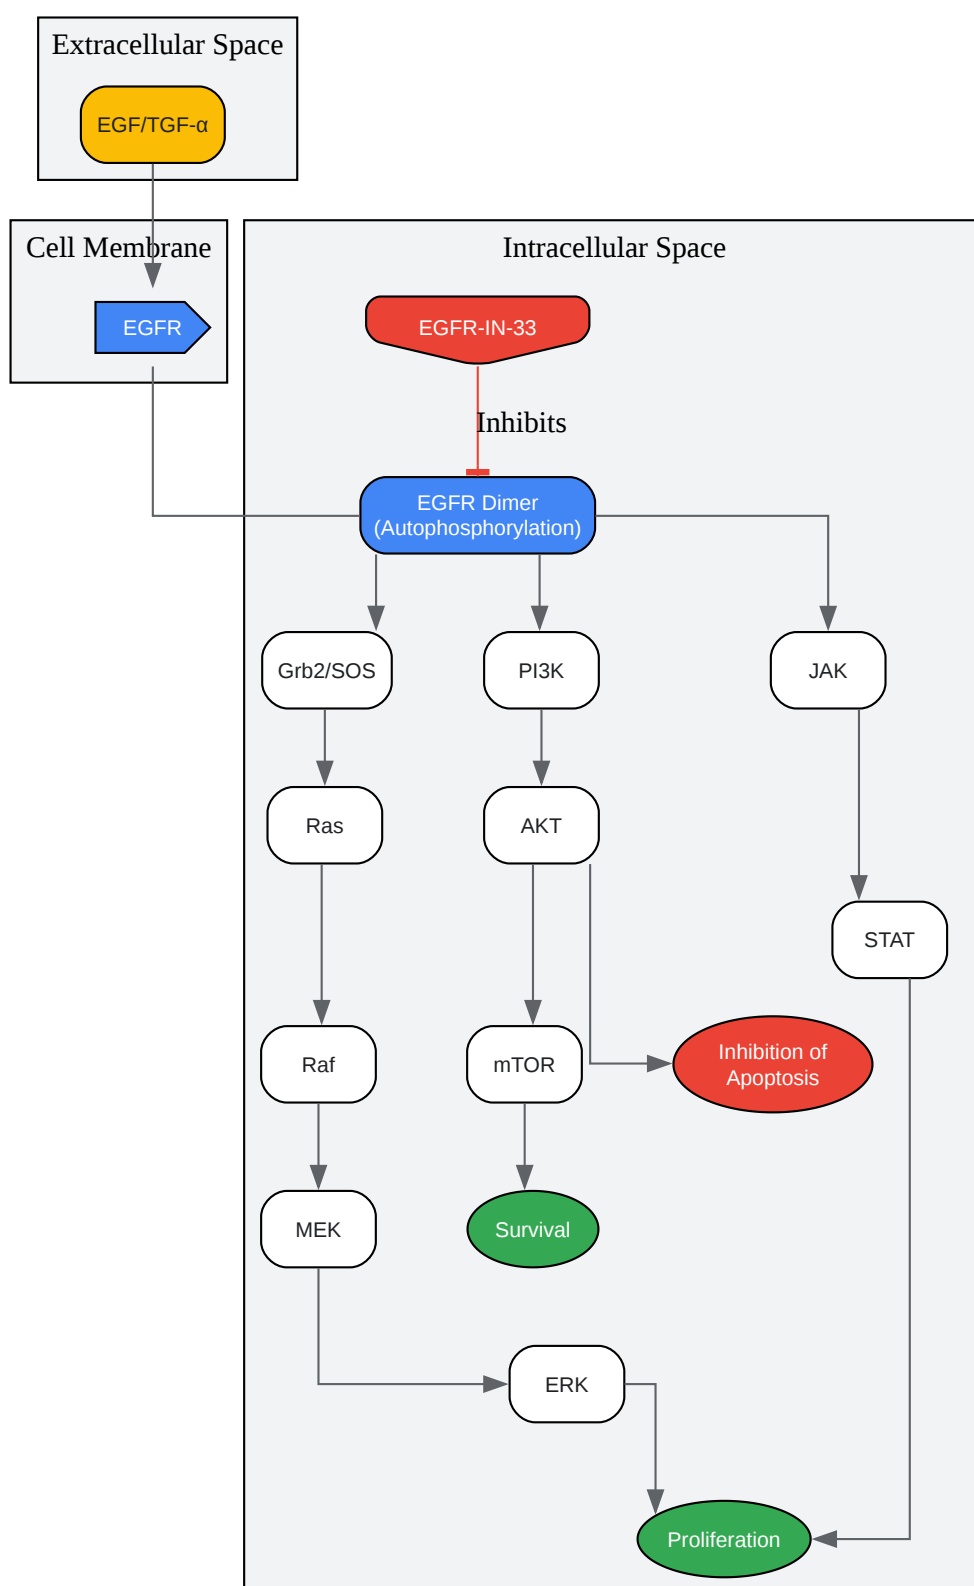 Extracellular Space
EGF/TGF-α
Cell Membrane
EGFR
Intracellular Space
EGFR-IN-33
Inhibits
EGFR Dimer
(Autophosphorylation)
Grb2/SOS
PI3K
JAK
Ras
AKT
STAT
Raf
mTOR
Inhibition of
Apoptosis
MEK
Survival
ERK
Proliferation